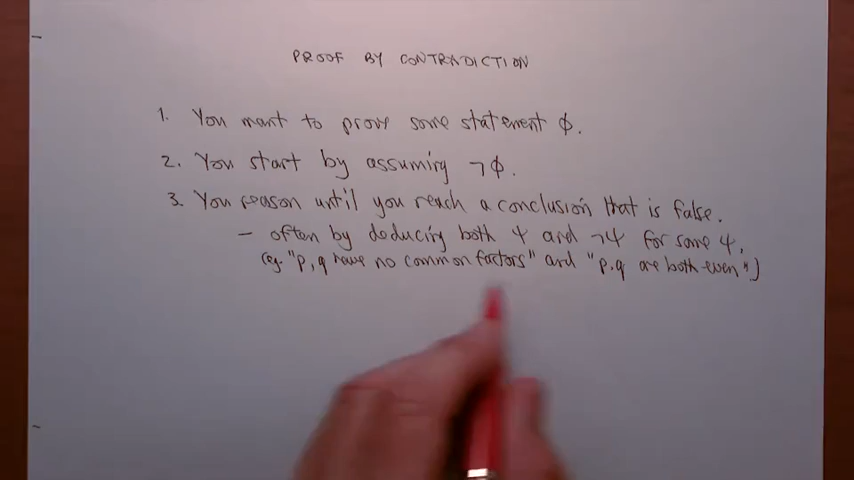 PROOF BY CONTRADICTION
1. You want to prove some statement ϕ.
2. You start by assuming ¬ϕ.
3. You reason until you reach a conclusion that is false.
– often by deducing both ψ and ¬ψ for some ψ,
(eg. "p,q have no common factors" and "p,q are both even")